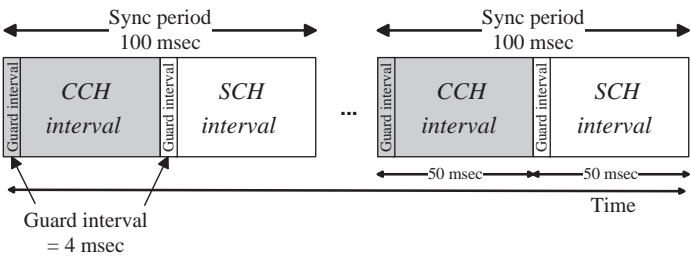 Sync period
100 msec
Sync period
100 msec
Guard interval
CCH
interval
Guard interval
SCH
interval
...
Guard interval
CCH
interval
Guard interval
SCH
interval
50 msec
50 msec
Time
Guard interval
= 4 msec